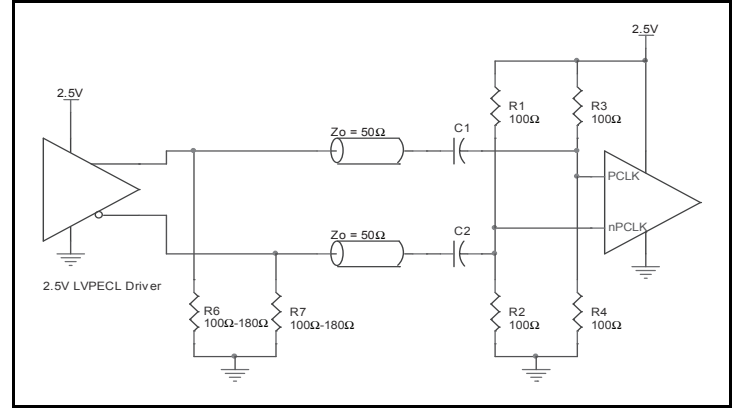 2.5V
2.5V
R1
100Ω
R3
100Ω
Zo = 50Ω
C1
PCLK
Zo = 50Ω
C2
nPCLK
2.5V LVPECL Driver
R6
100Ω-180Ω
R7
100Ω-180Ω
R2
100Ω
R4
100Ω